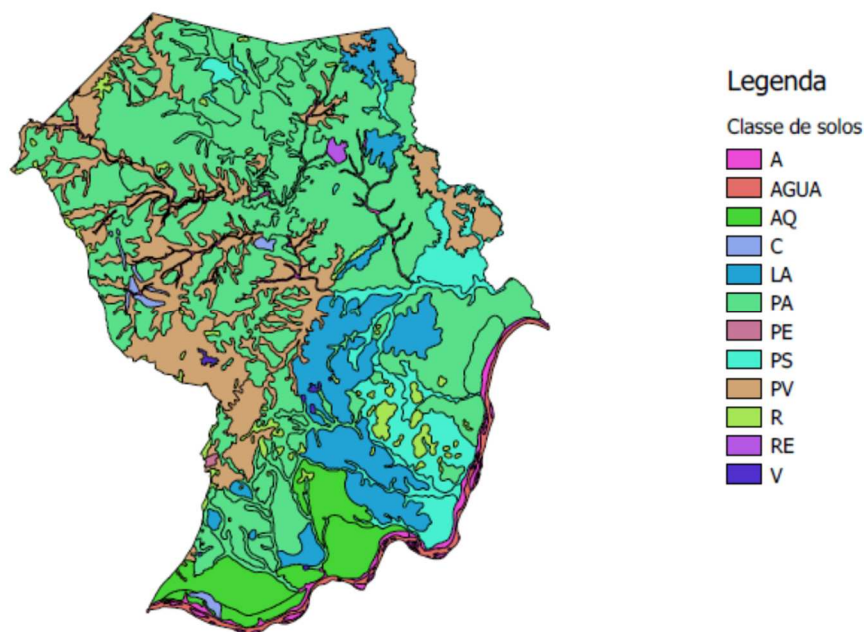 Legenda
Classe de solos
A
AGUA
AQ
C
LA
PA
PE
PS
PV
R
RE
V